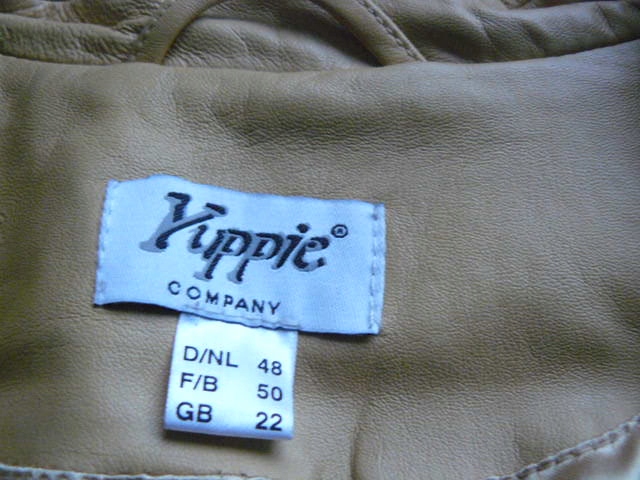 Yuppie®
COMPANY
D/NL 48
F/B 50
GB 22